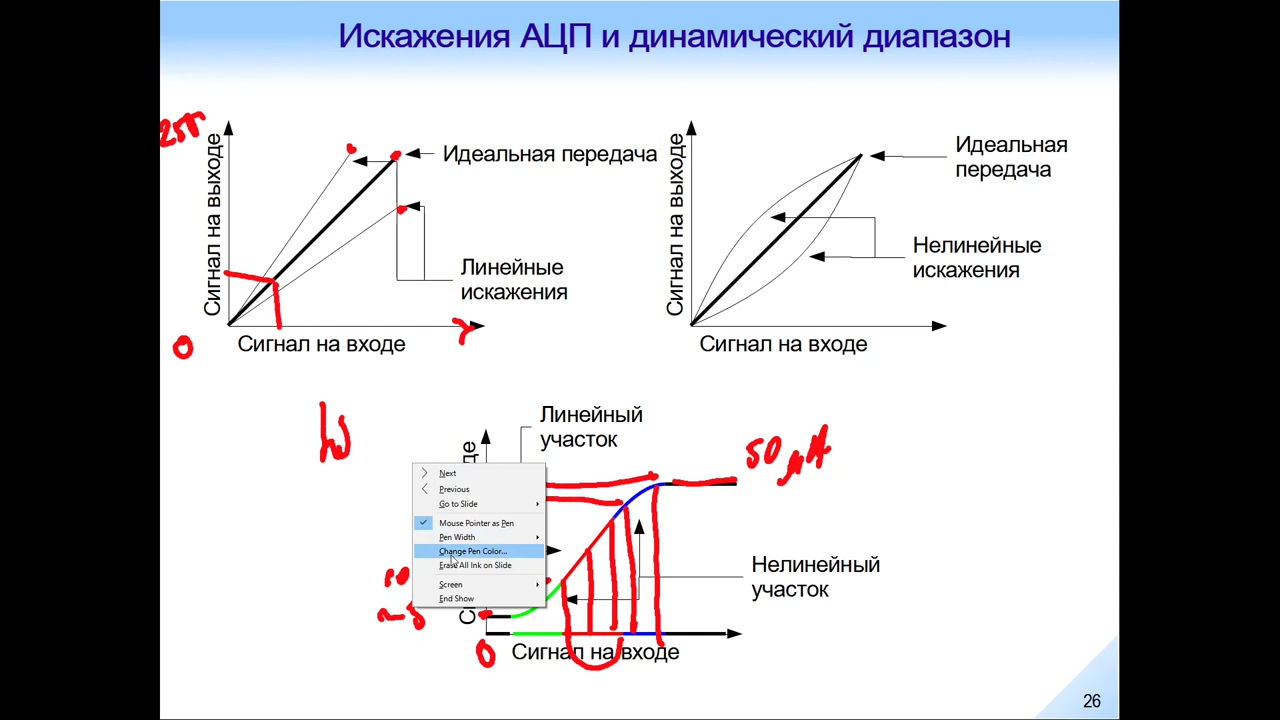 Искажения АЦП и динамический диапазон
255
Сигнал на выходе
Идеальная передача
Линейные
искажения
0
Сигнал на входе
Сигнал на выходе
Идеальная
передача
Нелинейные
искажения
Сигнал на входе
Линейный
участок
50
Next
Previous
Go to Slide
Mouse Pointer as Pen
Pen Width
Change Pen Color...
Erase All Ink on Slide
Screen
End Show
Нелинейный
участок
0
Сигнал на входе
26